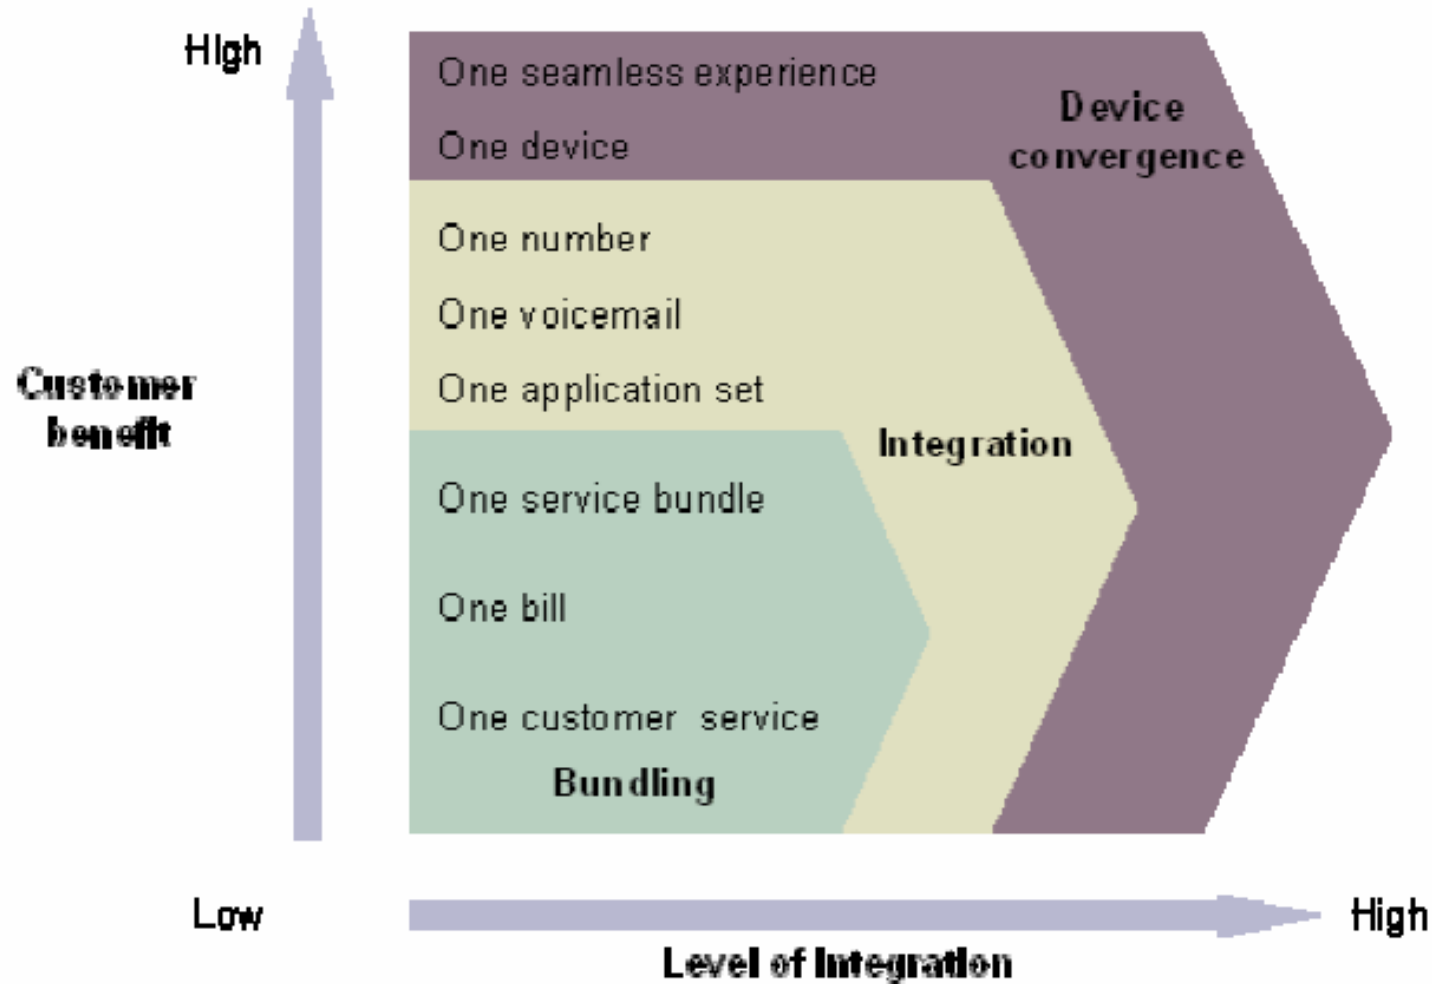 High
One seamless experience
Device
convergence
One device
One number
One voicemail
Customer
benefit
One application set
Integration
One service bundle
One bill
One customer service
Bundling
Low
High
Level of Integration